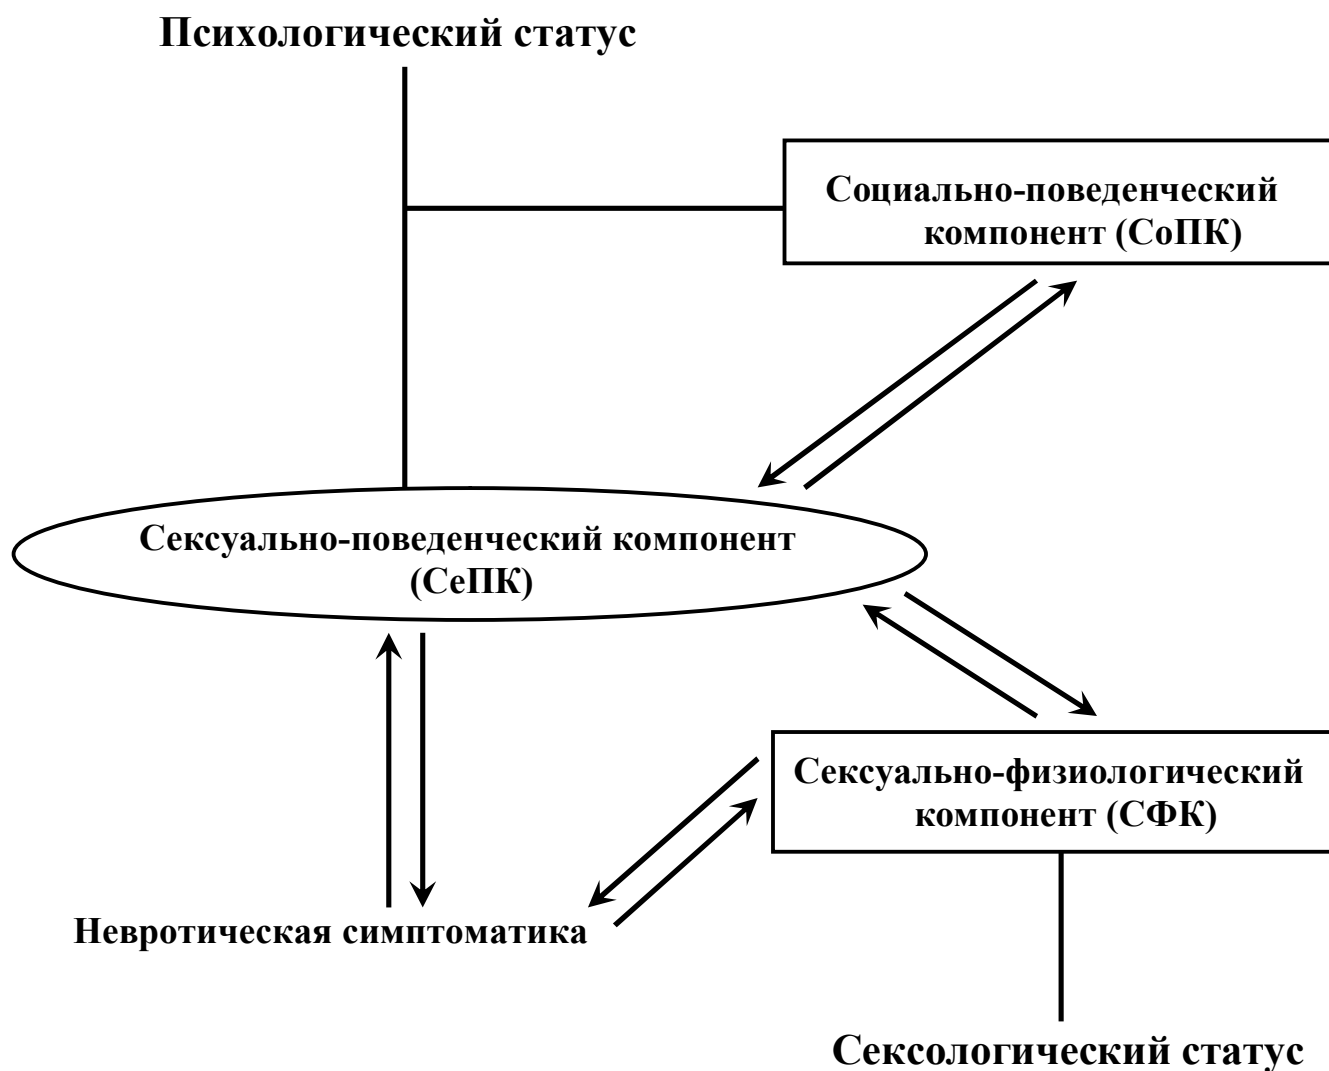 Психологический статус
Социально-поведенческий
компонент (СоПК)
Сексуально-поведенческий компонент
(СеПК)
Сексуально-физиологический
компонент (СФК)
Невротическая симптоматика
Сексологический статус